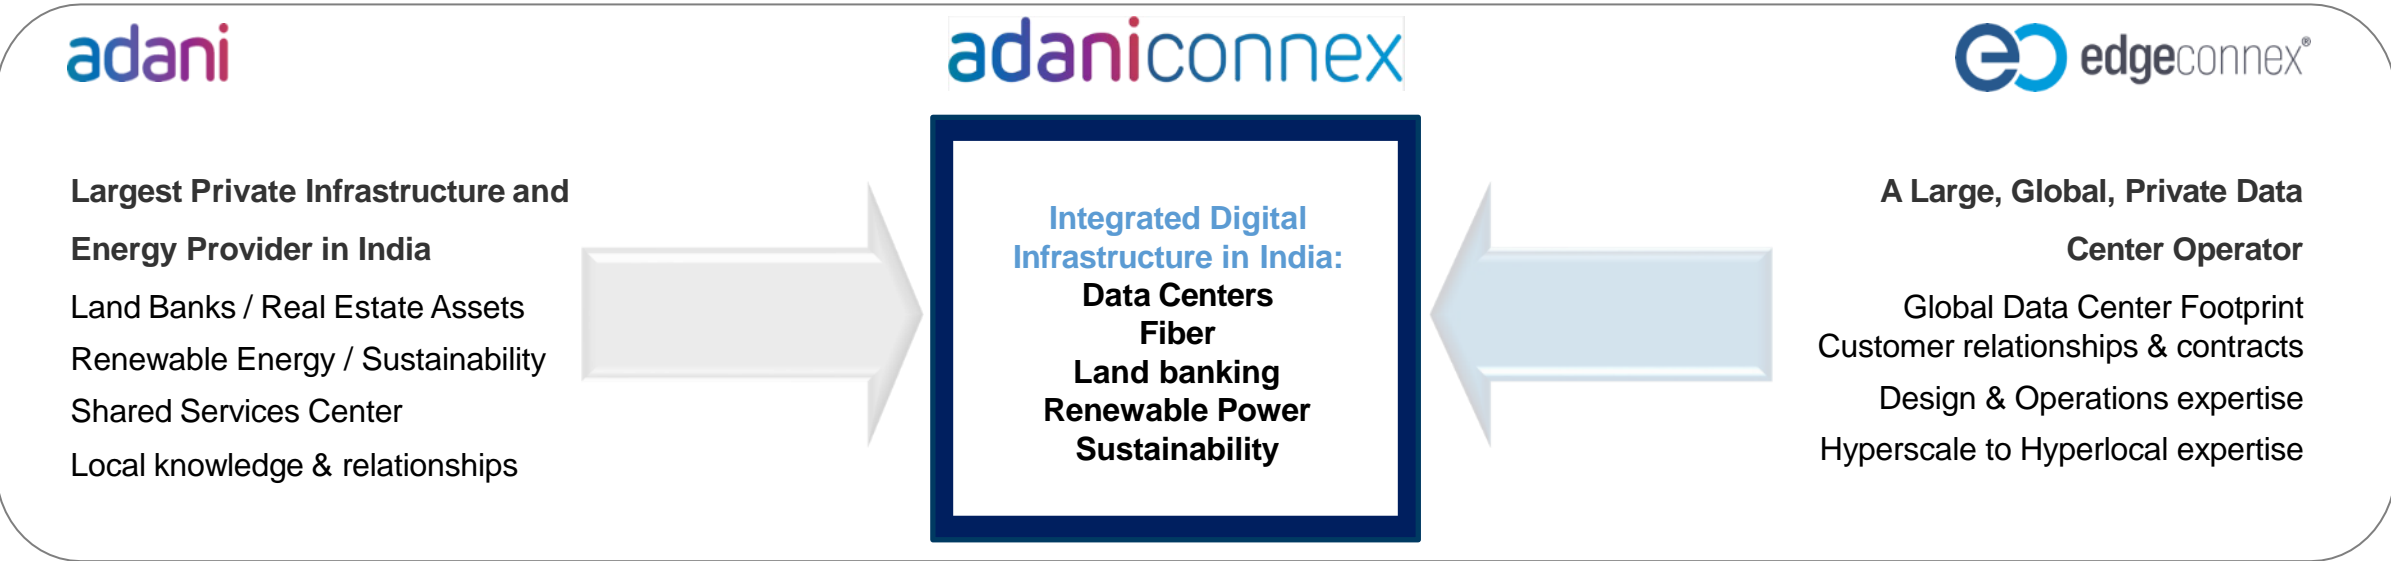 adani
Largest Private Infrastructure and
Energy Provider in India
Land Banks / Real Estate Assets
Renewable Energy / Sustainability
Shared Services Center
Local knowledge & relationships
adaniconnex
Integrated Digital
Infrastructure in India:
Data Centers
Fiber
Land banking
Renewable Power
Sustainability
edgeconnex®
A Large, Global, Private Data
Center Operator
Global Data Center Footprint
Customer relationships & contracts
Design & Operations expertise
Hyperscale to Hyperlocal expertise